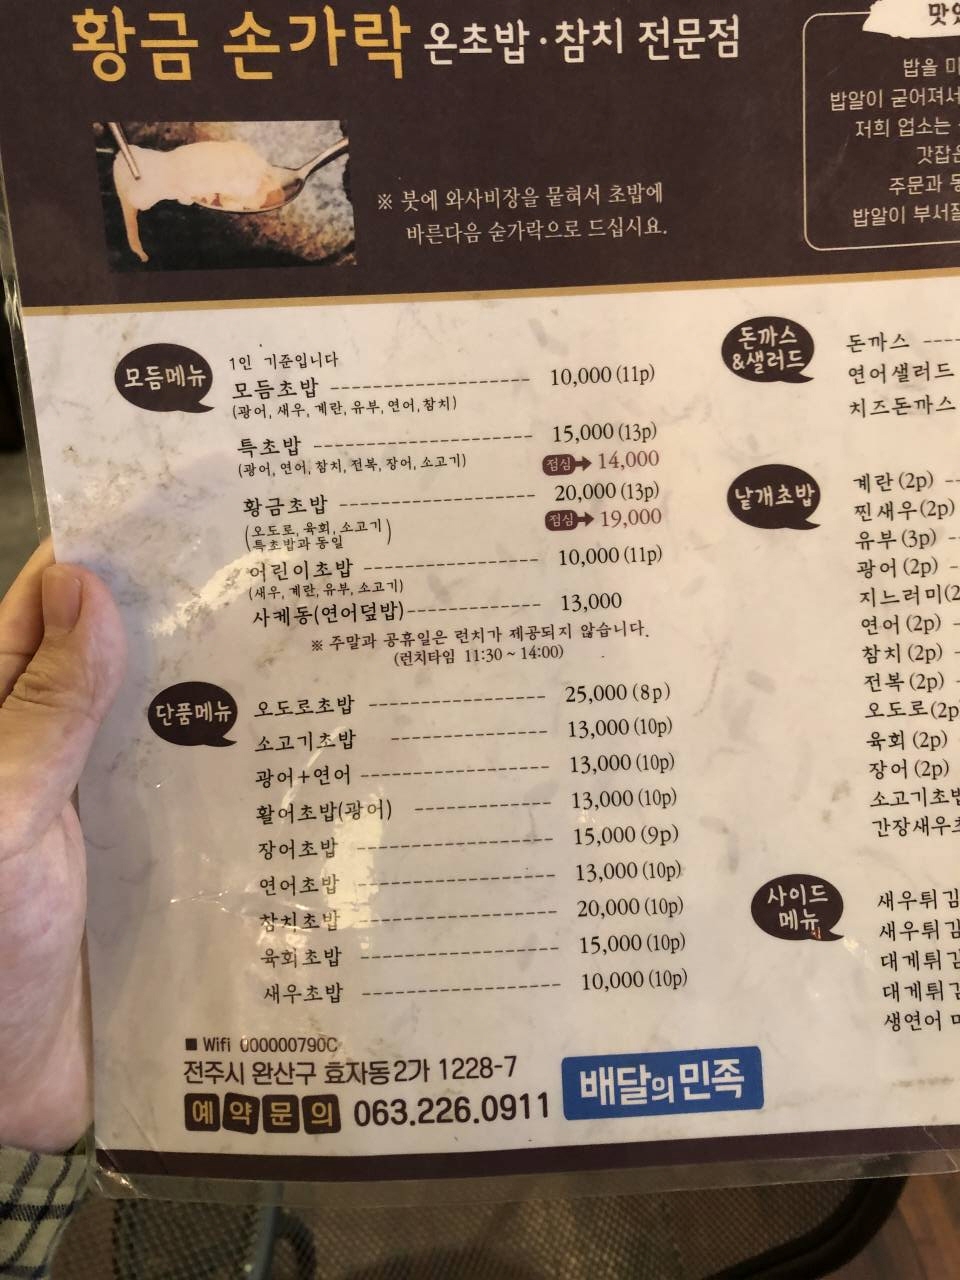 황금 손가락 온초밥·참치 전문점
※ 붓에 와사비장을 뭍혀서 초밥에
바른다음 숟가락으로 드십시요.
밥을
밥알이 굳어져서
저희 업소는
주문과
밥알이 부서질
모듬메뉴
1인 기준입니다
모듬초밥 10,000 (11p)
(광어, 새우, 계란, 유부, 연어, 참치)
특초밥 15,000 (13p)
(광어, 연어, 참치, 전복, 장어, 소고기)
점심 → 14,000
황금초밥 20,000 (13p)
(오도로, 육회, 소고기
특초밥과 동일)
점심 → 19,000
어린이초밥 10,000 (11p)
(새우, 계란, 유부, 소고기)
사케동(연어덮밥) 13,000
※ 주말과 공휴일은 런치가 제공되지 않습니다.
(런치타임 11:30 ~ 14:00)
단품메뉴
오도로초밥 25,000 (8p)
소고기초밥 13,000 (10p)
광어+연어 13,000 (10p)
활어초밥(광어) 13,000 (10p)
장어초밥 15,000 (9p)
연어초밥 13,000 (10p)
참치초밥 20,000 (10p)
육회초밥 15,000 (10p)
새우초밥 10,000 (10p)
돈까스
&샐러드
돈까스
연어샐러드
치즈돈까스
낱개초밥
계란 (2p)
찐새우 (2p)
유부 (3p)
광어 (2p)
지느러미(2
연어 (2p)
참치 (2p)
전복 (2p)
오도로(2p
육회 (2p)
장어 (2p)
소고기초밥
간장새우초
사이드
메뉴
새우튀김
새우튀김
대게튀김
대게튀김
생연어
■ Wifi 000000790C
전주시 완산구 효자동2가 1228-7
예약문의 063.226.0911
배달의민족